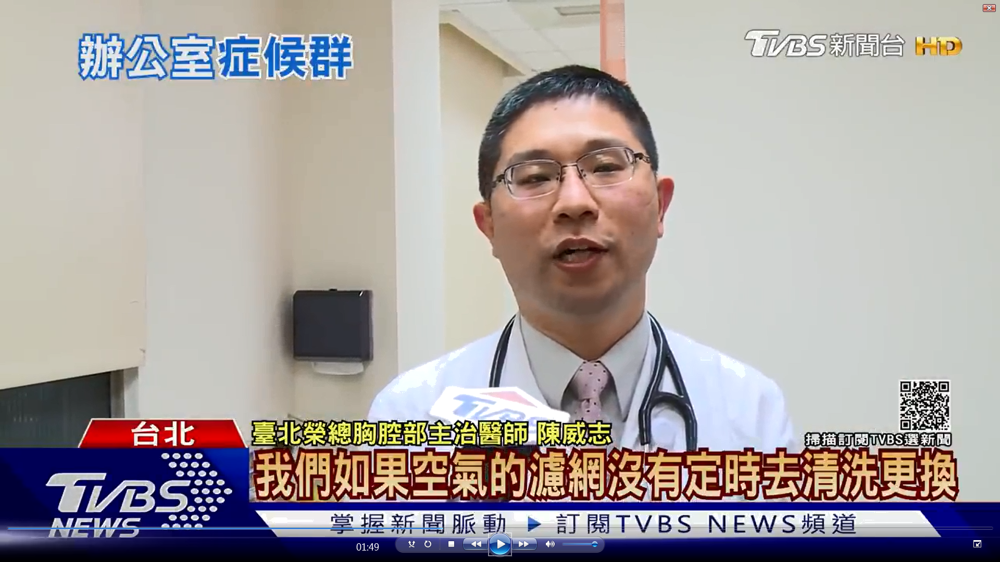 辦公室症候群
TVBS新聞台 HD
TVBS
掃描訂閱TVBS選新聞
台北
臺北榮總胸腔部主治醫師 陳威志
我們如果空氣的濾網沒有定時去清洗更換
TVBS
NEWS
掌握新聞脈動 ▶ 訂閱TVBS NEWS頻道
01:49